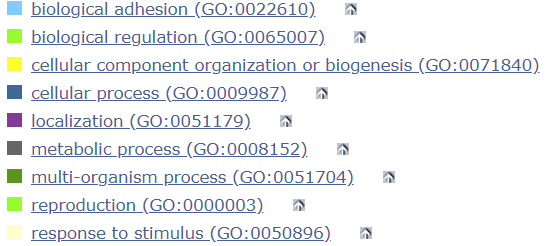 biological adhesion (GO:0022610)
biological regulation (GO:0065007)
cellular component organization or biogenesis (GO:0071840)
cellular process (GO:0009987)
localization (GO:0051179)
metabolic process (GO:0008152)
multi-organism process (GO:0051704)
reproduction (GO:0000003)
response to stimulus (GO:0050896)